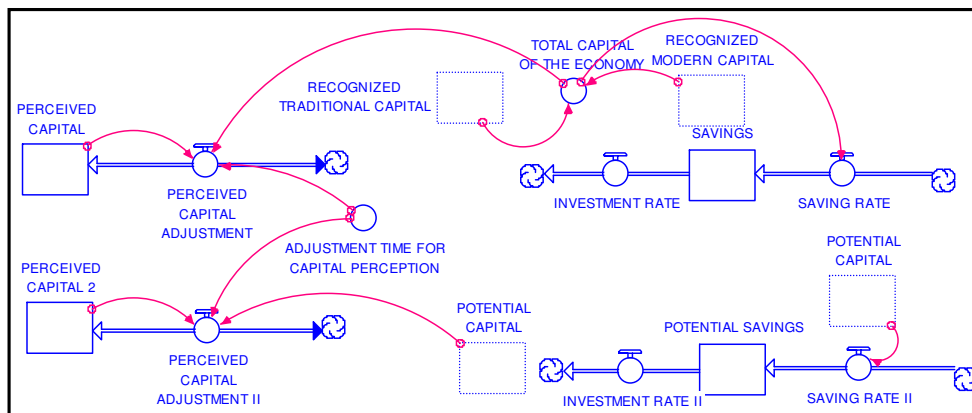 TOTAL CAPITAL
OF THE ECONOMY
RECOGNIZED
MODERN CAPITAL
RECOGNIZED
TRADITIONAL CAPITAL
PERCEIVED
CAPITAL
SAVINGS
PERCEIVED
CAPITAL
ADJUSTMENT
INVESTMENT RATE
SAVING RATE
ADJUSTMENT TIME FOR
CAPITAL PERCEPTION
POTENTIAL
CAPITAL
PERCEIVED
CAPITAL 2
POTENTIAL
CAPITAL
POTENTIAL SAVINGS
PERCEIVED
CAPITAL
ADJUSTMENT II
INVESTMENT RATE II
SAVING RATE II